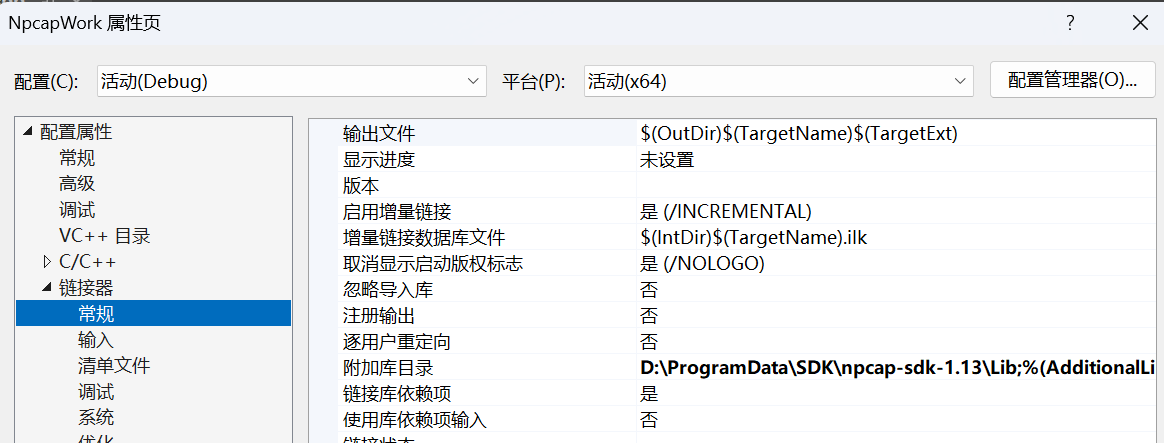 NpcapWork 属性页
配置(C): 活动(Debug) 平台(P): 活动(x64) 配置管理器(O)...
配置属性
常规
高级
调试
VC++ 目录
C/C++
链接器
常规
输入
清单文件
调试
系统
优化
输出文件 $(OutDir)$(TargetName)$(TargetExt)
显示进度 未设置
版本
启用增量链接 是 (/INCREMENTAL)
增量链接数据库文件 $(IntDir)$(TargetName).ilk
取消显示启动版权标志 是 (/NOLOGO)
忽略导入库 否
注册输出 否
逐用户重定向 否
附加库目录 D:\ProgramData\SDK\npcap-sdk-1.13\Lib;%(AdditionalLi
链接库依赖项 是
使用库依赖项输入 否
链接状态